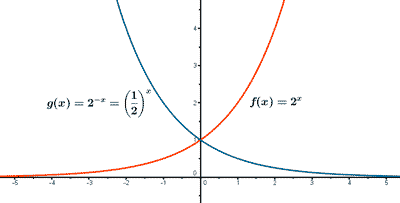 4
g(x) = 2^{-x} = (1/2)^x
f(x) = 2^x
3
2
1
0
-5 -4 -3 -2 -1 0 1 2 3 4 5